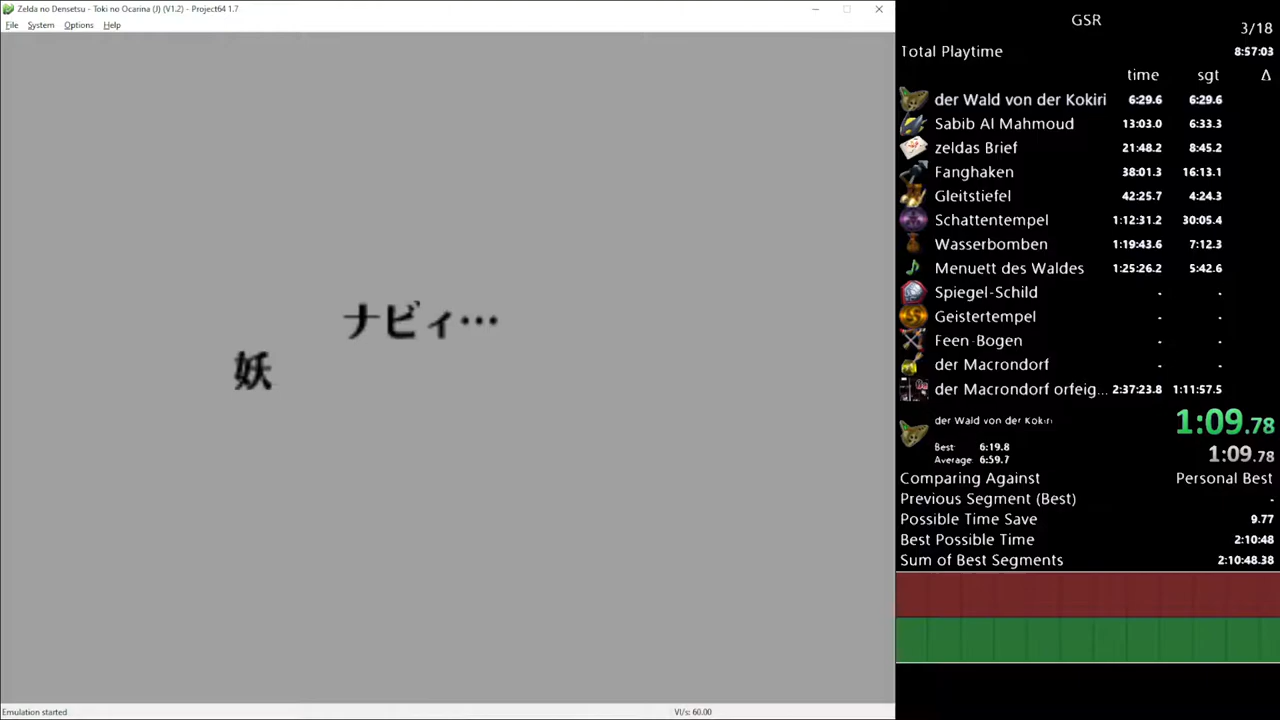 Zelda no Densetsu - Toki no Ocarina (J) (V1.2) - Project64 1.7
File System Options Help
ナビィ…
妖
Emulation started VI/s: 60.00
GSR
3/18
Total Playtime 8:57:03
time sgt Δ
der Wald von der Kokiri 6:29.6 6:29.6
Sabib Al Mahmoud 13:03.0 6:33.3
zeldas Brief 21:48.2 8:45.2
Fanghaken 38:01.3 16:13.1
Gleitstiefel 42:25.7 4:24.3
Schattentempel 1:12:31.2 30:05.4
Wasserbomben 1:19:43.6 7:12.3
Menuett des Waldes 1:25:26.2 5:42.6
Spiegel-Schild - -
Geistertempel - -
Feen-Bogen - -
der Macrondorf - -
der Macrondorf orfeig... 2:37:23.8 1:11:57.5
der Wald von der Kokiri 1:09.78
Best: 6:19.8
Average: 6:59.7 1:09.78
Comparing Against Personal Best
Previous Segment (Best) -
Possible Time Save 9.77
Best Possible Time 2:10:48
Sum of Best Segments 2:10:48.38